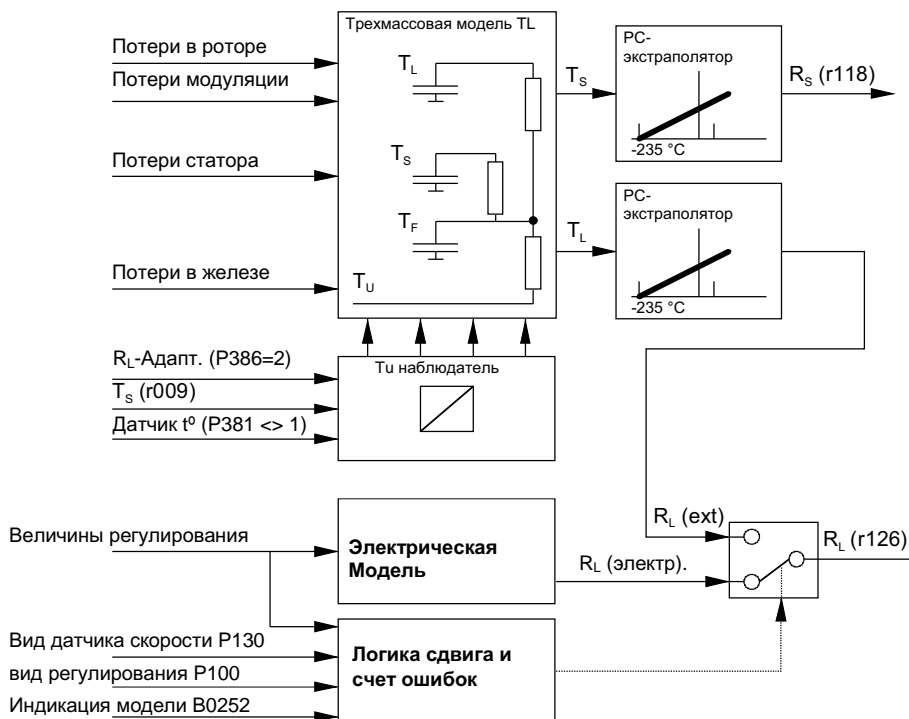 Трехмассовая модель TL
Потери в роторе
Потери модуляции
Потери статора
Потери в железе
T_L
T_S
T_F
T_U
T_S
PC-
экстраполятор
-235 °C
R_S (r118)
T_L
PC-
экстраполятор
-235 °C
R_L-Адапт. (P386=2)
T_S (r009)
Датчик tº (P381 <> 1)
Tu наблюдатель
Величины регулирования
Электрическая
Модель
R_L (ext)
R_L (электр).
R_L (r126)
Вид датчика скорости P130
вид регулирования P100
Индикация модели B0252
Логика сдвига и
счет ошибок